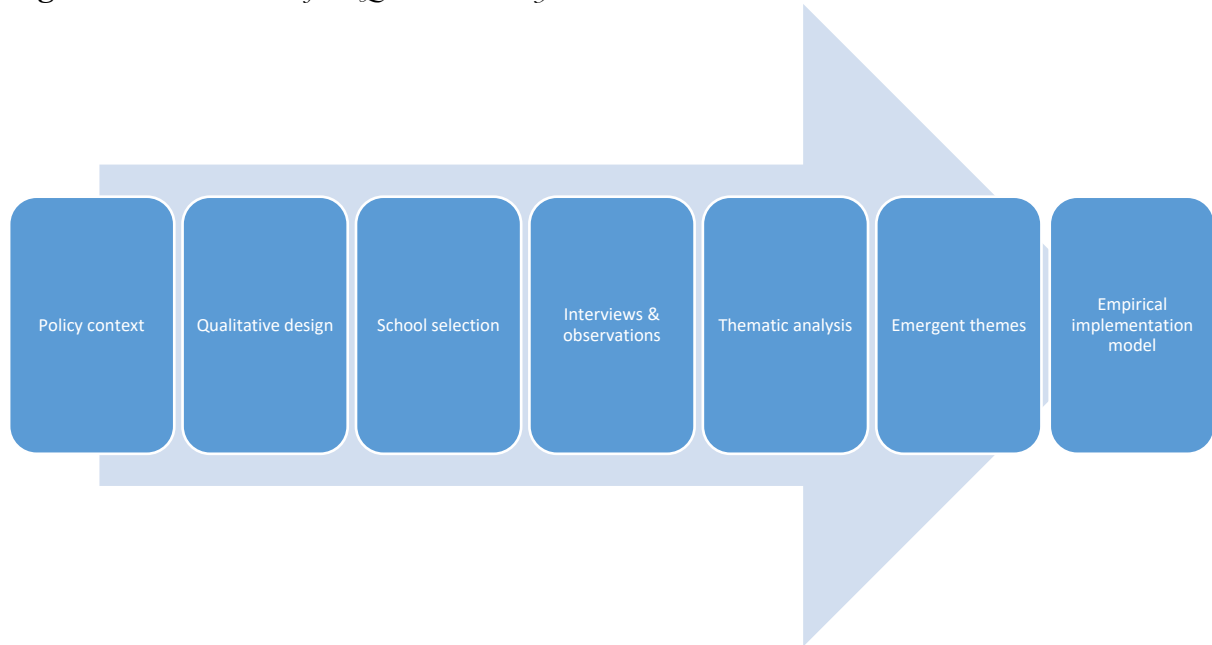 Policy context
Qualitative design
School selection
Interviews &
observations
Thematic analysis
Emergent themes
Empirical
implementation
model